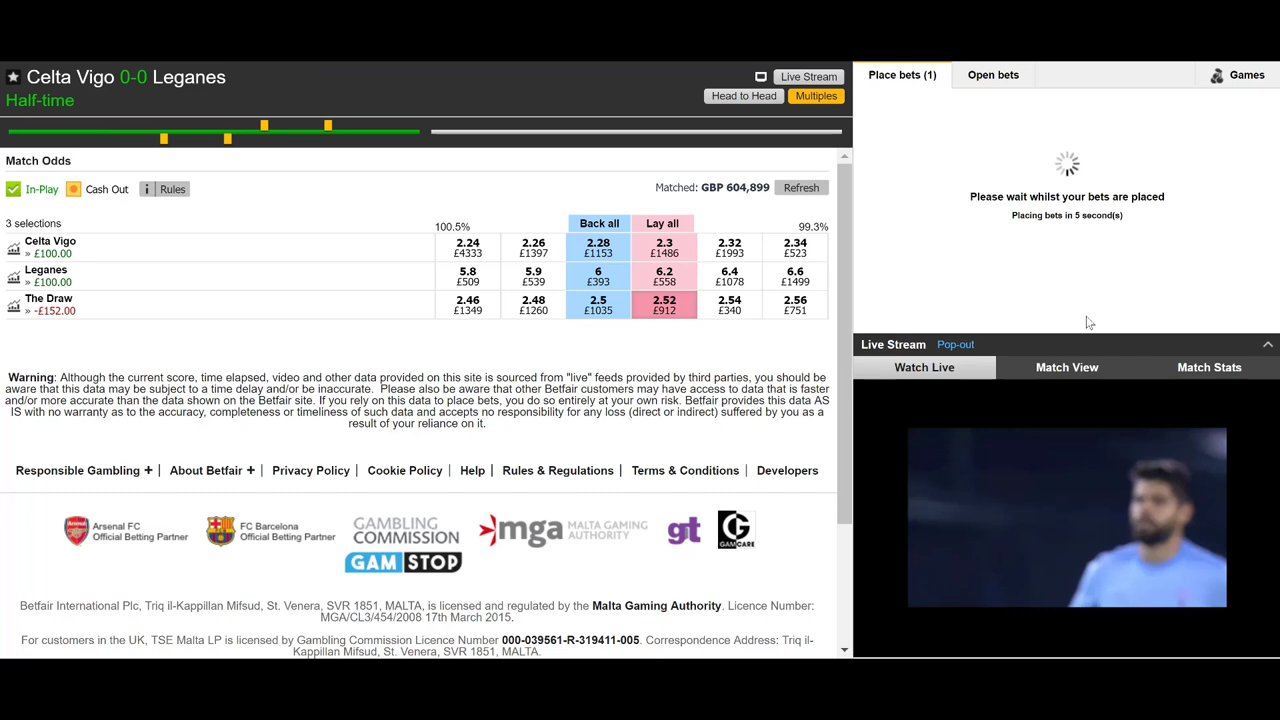 Celta Vigo 0-0 Leganes
Half-time
Live Stream
Head to Head
Multiples
Match Odds
In-Play
Cash Out
i Rules
Matched: GBP 604,899
Refresh
3 selections
100.5%
Back all
Lay all
99.3%
Celta Vigo
» £100.00
2.24 2.26 2.28 2.3 2.32 2.34
£4333 £1397 £1153 £1486 £1993 £523
Leganes
» £100.00
5.8 5.9 6 6.2 6.4 6.6
£509 £539 £393 £558 £1078 £1499
The Draw
» -£152.00
2.46 2.48 2.5 2.52 2.54 2.56
£1349 £1260 £1035 £912 £340 £751
Warning: Although the current score, time elapsed, video and other data provided on this site is sourced from "live" feeds provided by third parties, you should be
aware that this data may be subject to a time delay and/or be inaccurate. Please also be aware that other Betfair customers may have access to data that is faster
and/or more accurate than the data shown on the Betfair site. If you rely on this data to place bets, you do so entirely at your own risk. Betfair provides this data AS
IS with no warranty as to the accuracy, completeness or timeliness of such data and accepts no responsibility for any loss (direct or indirect) suffered by you as a
result of your reliance on it.
Responsible Gambling + | About Betfair + | Privacy Policy | Cookie Policy | Help | Rules & Regulations | Terms & Conditions | Developers
Arsenal FC
Official Betting Partner
FC Barcelona
Official Betting Partner
GAMBLING
COMMISSION
GAMSTOP
mga MALTA GAMING
AUTHORITY
gt
G
GAMCARE
Betfair International Plc, Triq il-Kappillan Mifsud, St. Venera, SVR 1851, MALTA, is licensed and regulated by the Malta Gaming Authority. Licence Number:
MGA/CL3/454/2008 17th March 2015.
For customers in the UK, TSE Malta LP is licensed by Gambling Commission Licence Number 000-039561-R-319411-005. Correspondence Address: Triq il-
Kappillan Mifsud, St. Venera, SVR 1851, MALTA.
Place bets (1)
Open bets
Games
Please wait whilst your bets are placed
Placing bets in 5 second(s)
Live Stream Pop-out
Watch Live
Match View
Match Stats